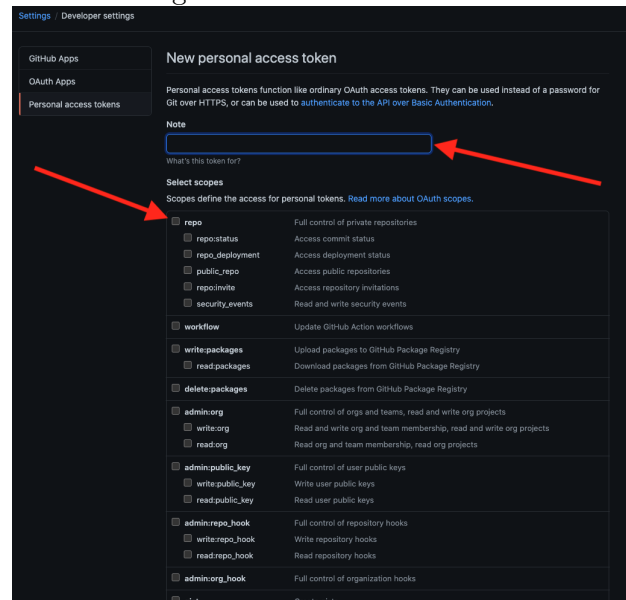 Settings / Developer settings
GitHub Apps
OAuth Apps
Personal access tokens
New personal access token
Personal access tokens function like ordinary OAuth access tokens. They can be used instead of a password for
Git over HTTPS, or can be used to authenticate to the API over Basic Authentication.
Note
What's this token for?
Select scopes
Scopes define the access for personal tokens. Read more about OAuth scopes.
repo Full control of private repositories
repo:status Access commit status
repo_deployment Access deployment status
public_repo Access public repositories
repo:invite Access repository invitations
security_events Read and write security events
workflow Update GitHub Action workflows
write:packages Upload packages to GitHub Package Registry
read:packages Download packages from GitHub Package Registry
delete:packages Delete packages from GitHub Package Registry
admin:org Full control of orgs and teams, read and write org projects
write:org Read and write org and team membership, read and write org projects
read:org Read org and team membership, read org projects
admin:public_key Full control of user public keys
write:public_key Write user public keys
read:public_key Read user public keys
admin:repo_hook Full control of repository hooks
write:repo_hook Write repository hooks
read:repo_hook Read repository hooks
admin:org_hook Full control of organization hooks